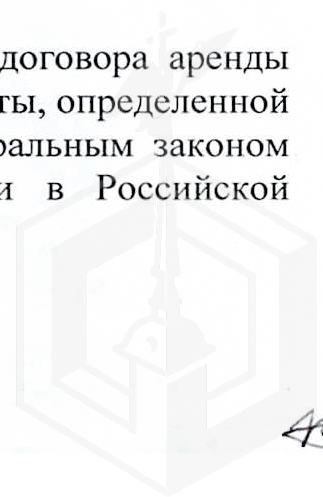 договора аренды
ты, определенной
ральным законом
и в Российской